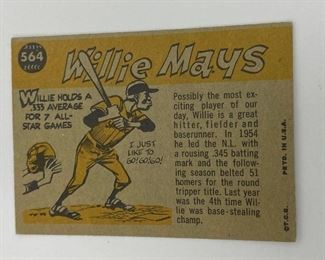 564
Willie Mays
WILLIE HOLDS A
.333 AVERAGE
FOR 7 ALL-
STAR GAMES
I JUST
LIKE TO
GO! GO! GO!
Possibly the most ex-
citing player of our
day, Willie is a great
hitter, fielder and
baserunner. In 1954
he led the N.L. with
a rousing .345 batting
mark and the follow-
ing season belted 51
homers for the round
tripper title. Last year
was the 4th time Wil-
lie was base-stealing
champ.
©T.C.G.
PRTD. IN U.S.A.